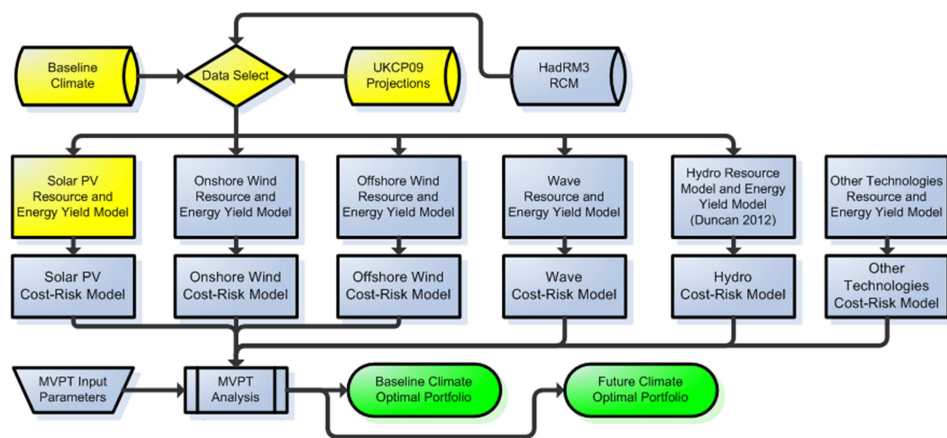 Baseline
Climate
Data Select
UKCP09
Projections
HadRM3
RCM
Solar PV
Resource and
Energy Yield Model
Onshore Wind
Resource and
Energy Yield Model
Offshore Wind
Resource and
Energy Yield Model
Wave
Resource and
Energy Yield Model
Hydro Resource
Model and Energy
Yield Model
(Duncan 2012)
Other Technologies
Resource and
Energy Yield Model
Solar PV
Cost-Risk Model
Onshore Wind
Cost-Risk Model
Offshore Wind
Cost-Risk Model
Wave
Cost-Risk Model
Hydro
Cost-Risk Model
Other
Technologies
Cost-Risk Model
MVPT Input
Parameters
MVPT
Analysis
Baseline Climate
Optimal Portfolio
Future Climate
Optimal Portfolio